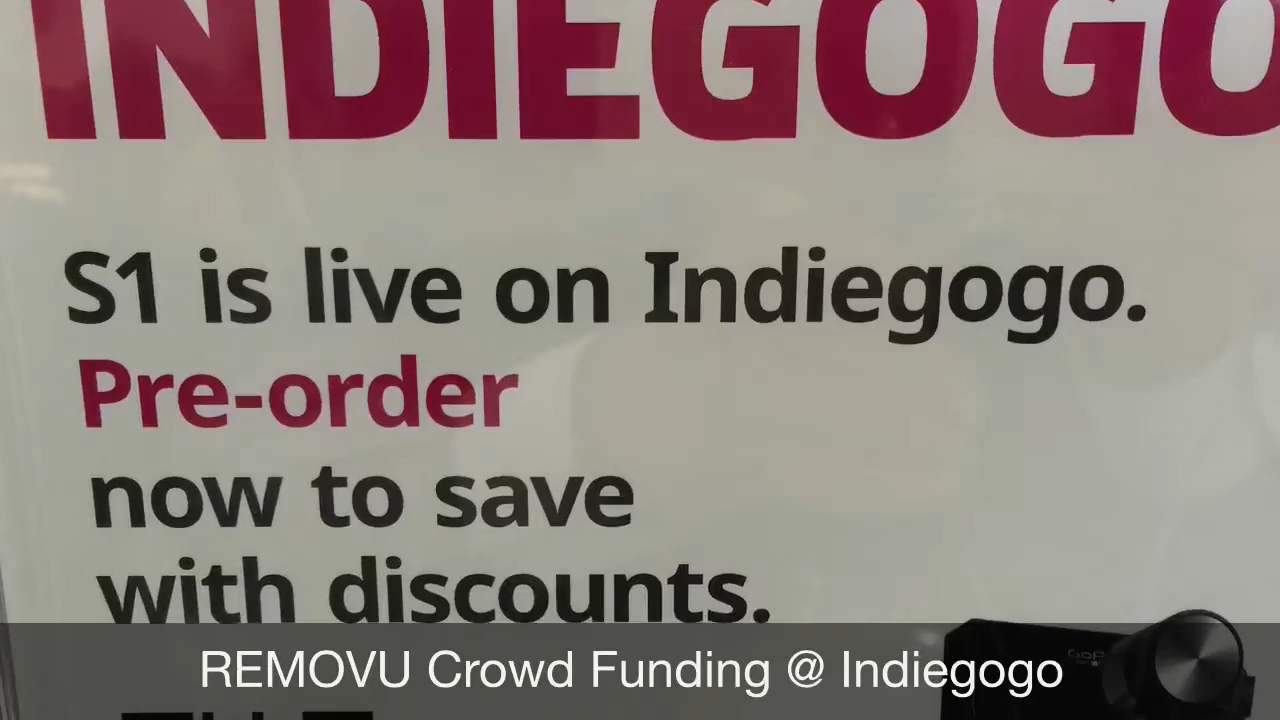 INDIEGOGO
S1 is live on Indiegogo.
Pre-order
now to save
with discounts.
REMOVU Crowd Funding @ Indiegogo